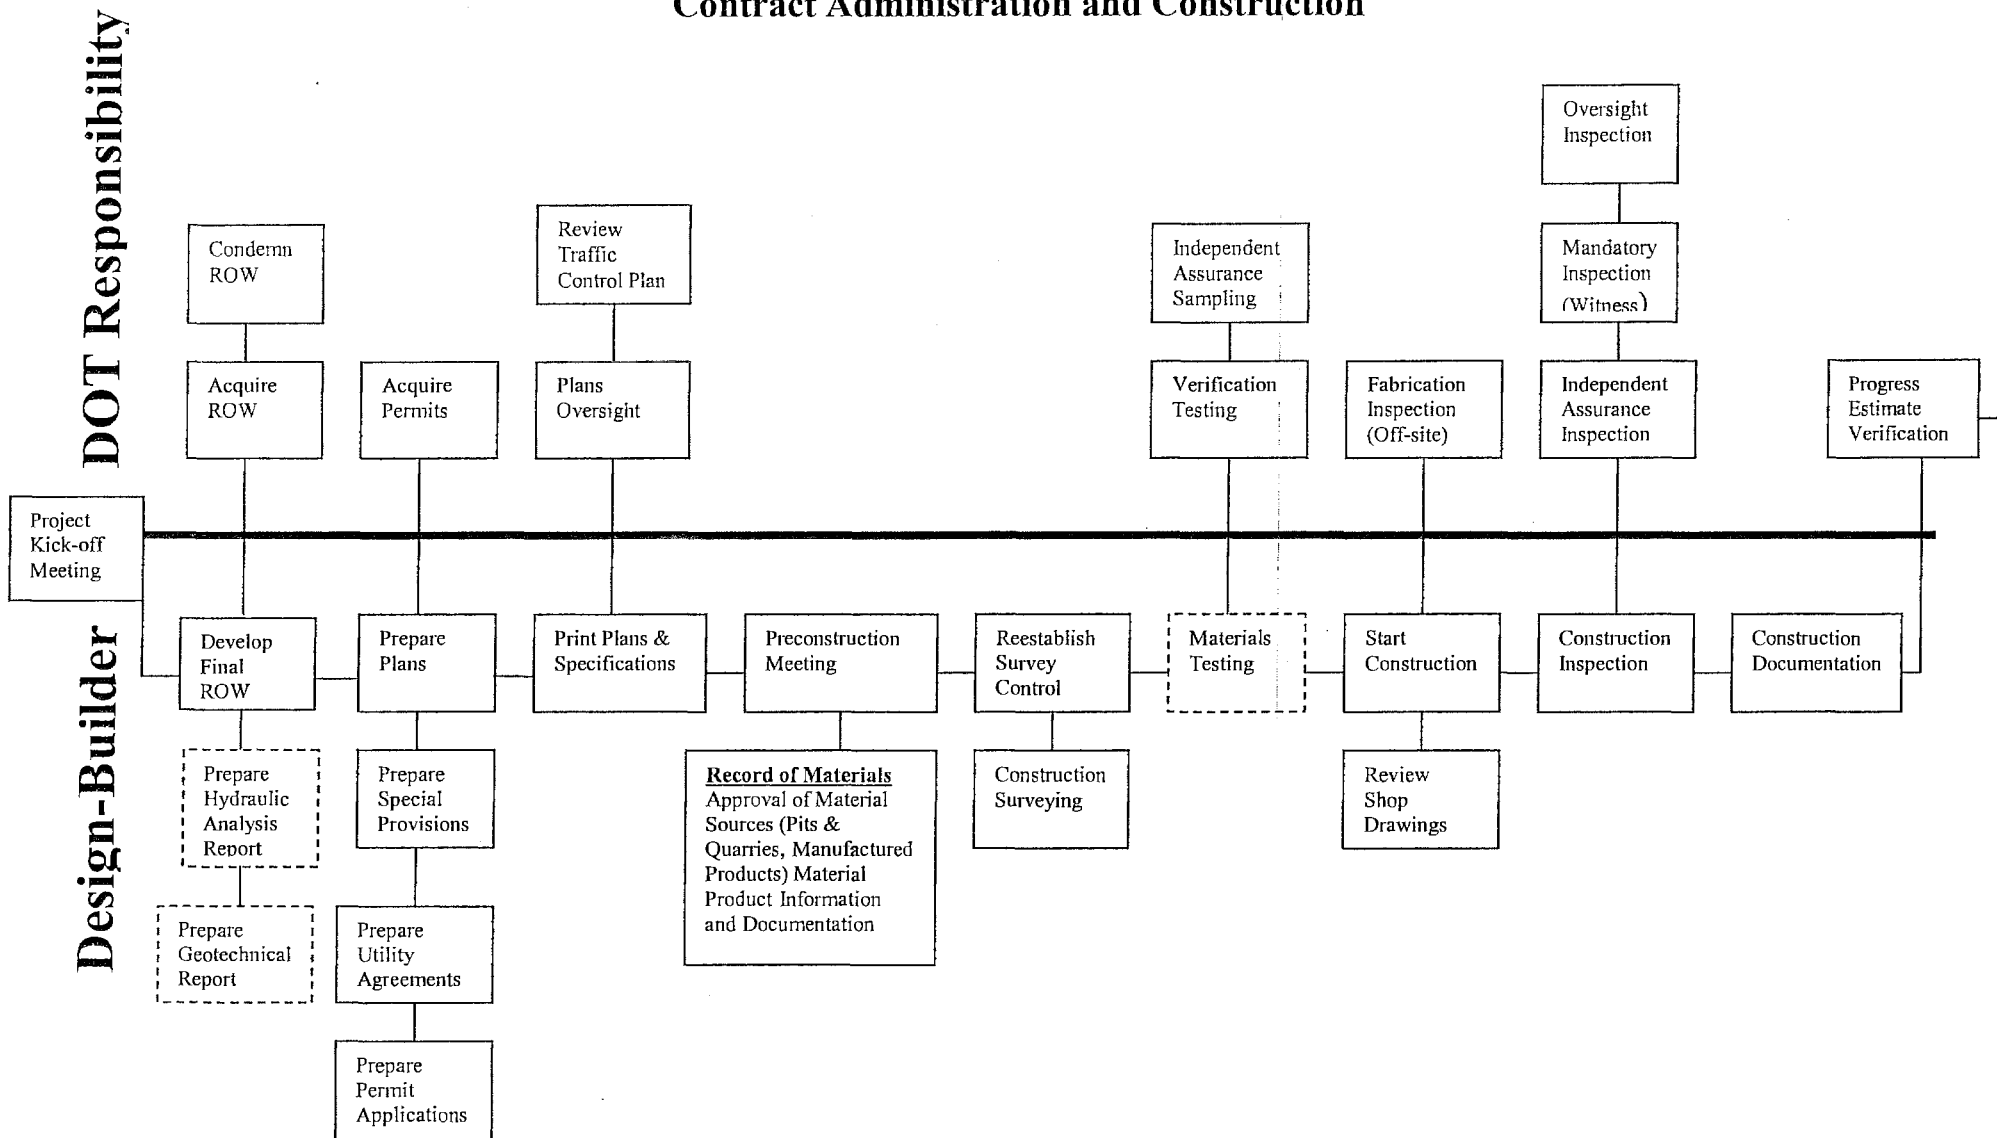 Contract Administration and Construction
DOT Responsibility
Design-Builder
Oversight
Inspection
Condemn
ROW
Review
Traffic
Control Plan
Independent
Assurance
Sampling
Mandatory
Inspection
(Witness)
Acquire
ROW
Acquire
Permits
Plans
Oversight
Verification
Testing
Fabrication
Inspection
(Off-site)
Independent
Assurance
Inspection
Progress
Estimate
Verification
Project
Kick-off
Meeting
Develop
Final
ROW
Prepare
Plans
Print Plans &
Specifications
Preconstruction
Meeting
Reestablish
Survey
Control
Materials
Testing
Start
Construction
Construction
Inspection
Construction
Documentation
Prepare
Hydraulic
Analysis
Report
Prepare
Special
Provisions
Record of Materials
Approval of Material
Sources (Pits &
Quarries, Manufactured
Products) Material
Product Information
and Documentation
Construction
Surveying
Review
Shop
Drawings
Prepare
Geotechnical
Report
Prepare
Utility
Agreements
Prepare
Permit
Applications